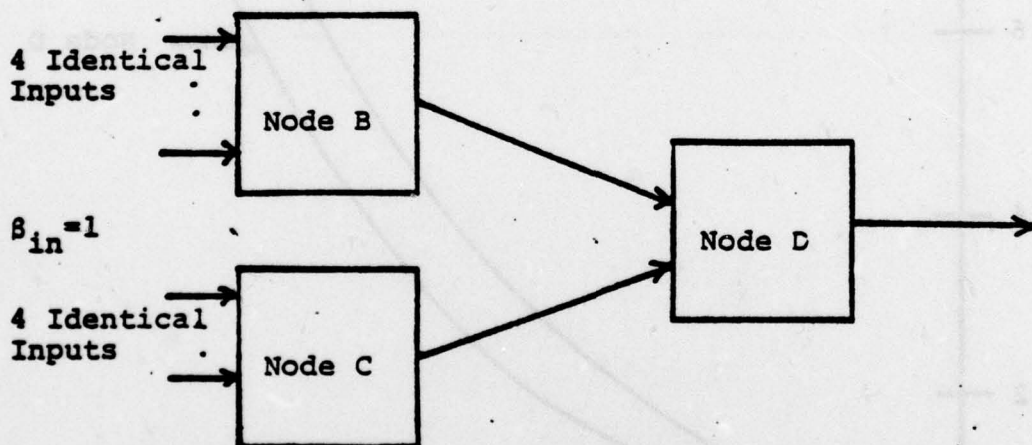 4 Identical
Inputs
Node B
β_in=1
Node D
4 Identical
Inputs
Node C